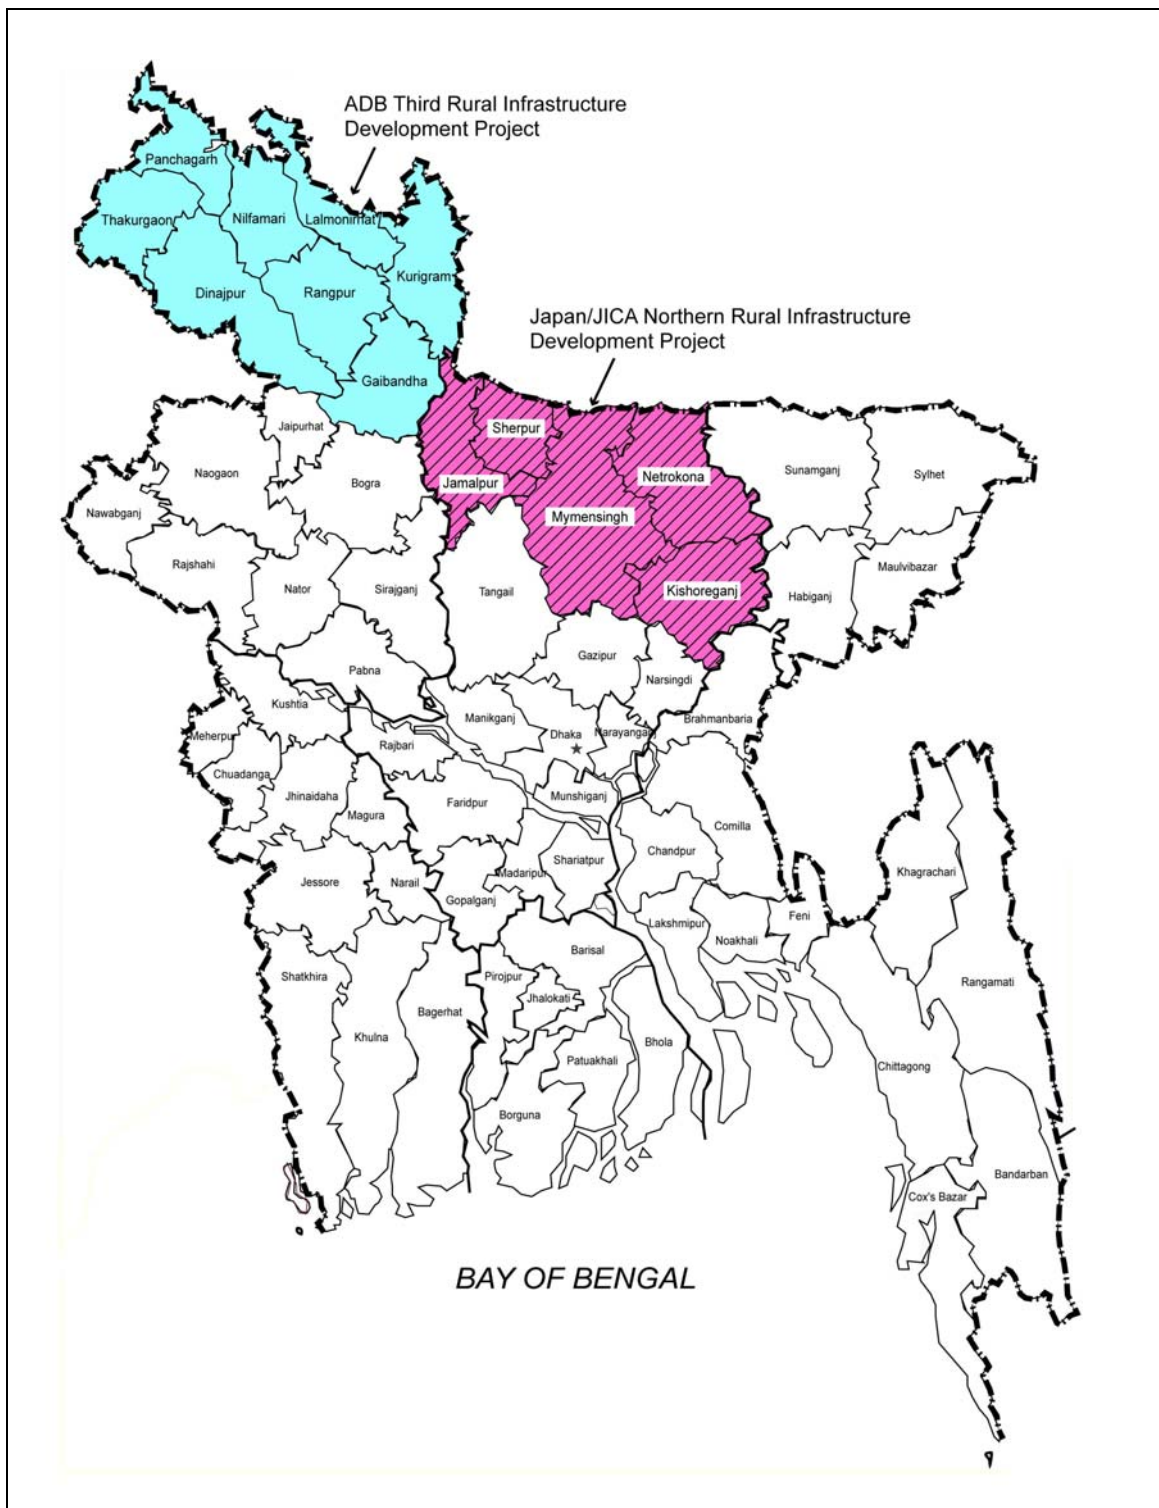 ADB Third Rural Infrastructure
Development Project
Panchagarh
Thakurgaon
Nilfamari
Lalmonirhat
Kurigram
Dinajpur
Rangpur
Japan/JICA Northern Rural Infrastructure
Development Project
Gaibandha
Jaipurhat
Sherpur
Naogaon
Bogra
Jamalpur
Netrokona
Sunamganj
Sylhet
Nawabganj
Mymensingh
Rajshahi
Nator
Sirajganj
Tangail
Kishoreganj
Habiganj
Maulvibazar
Gazipur
Pabna
Narsingdi
Kushtia
Manikganj
Brahmanbaria
Meherpur
Rajbari
Dhaka
Narayanganj
Chuadanga
Jhinaidaha
Magura
Faridpur
Munshiganj
Comilla
Chandpur
Shariatpur
Madaripur
Khagrachari
Jessore
Narail
Gopalganj
Lakshmipur
Noakhali
Feni
Barisal
Shatkhira
Pirojpur
Rangamati
Jhalokati
Bagerhat
Khulna
Bhola
Patuakhali
Chittagong
Borguna
Bandarban
Cox's Bazar
BAY OF BENGAL